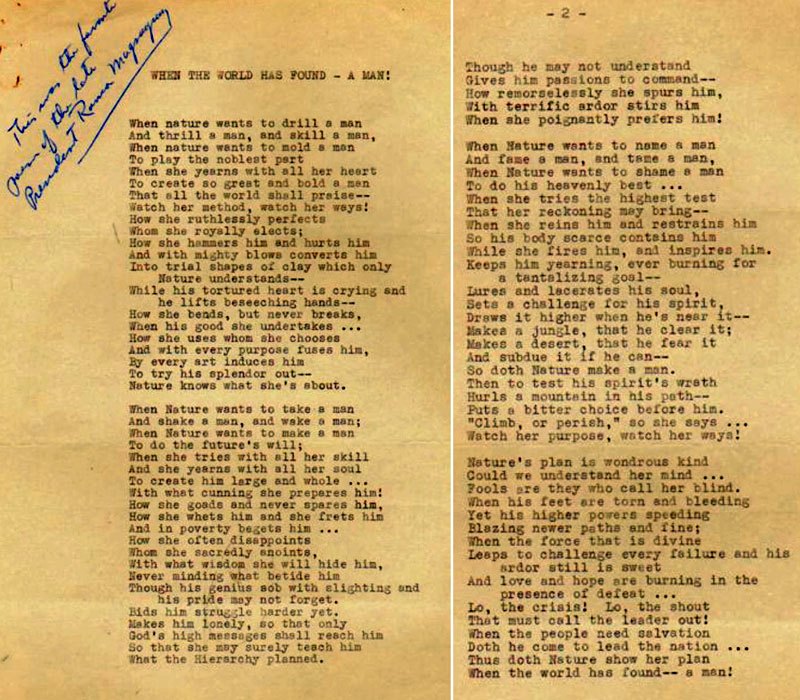 This was the favorite
poem of the late
President Ramon Magsaysay
WHEN THE WORLD HAS FOUND - A MAN!
When nature wants to drill a man
And thrill a man, and skill a man,
When nature wants to mold a man
To play the noblest part
When she yearns with all her heart
To create so great and bold a man
That all the world shall praise--
Watch her method, watch her ways!
How she ruthlessly perfects
Whom she royally elects;
How she hammers him and hurts him
And with mighty blows converts him
Into trial shapes of clay which only
Nature understands--
While his tortured heart is crying and
he lifts beseeching hands--
How she bends, but never breaks,
When his good she undertakes ...
How she uses whom she chooses
And with every purpose fuses him,
By every art induces him
To try his splendor out--
Nature knows what she's about.
When Nature wants to take a man
And shake a man, and wake a man;
When Nature wants to make a man
To do the future's will;
When she tries with all her skill
And she yearns with all her soul
To create him large and whole ...
With what cunning she prepares him!
How she goads and never spares him,
How she whets him and she frets him
And in poverty begets him ...
How she often disappoints
Whom she sacredly anoints,
With what wisdom she will hide him,
Never minding what betide him
Though his genius sob with slighting and
his pride may not forget.
Bids him struggle harder yet.
Makes him lonely, so that only
God's high messages shall reach him
So that she may surely teach him
What the Hierarchy planned.
- 2 -
Though he may not understand
Gives him passions to command--
How remorselessly she spurs him,
With terrific ardor stirs him
When she poignantly prefers him!
When Nature wants to name a man
And fame a man, and tame a man,
When Nature wants to shame a man
To do his heavenly best ...
When she tries the highest test
That her reckoning may bring--
When she reins him and restrains him
So his body scarce contains him
While she fires him, and inspires him.
Keeps him yearning, ever burning for
a tantalizing goal--
Lures and lacerates his soul,
Sets a challenge for his spirit,
Draws it higher when he's near it--
Makes a jungle, that he clear it;
Makes a desert, that he fear it
And subdue it if he can--
So doth Nature make a man.
Then to test his spirit's wrath
Hurls a mountain in his path--
Puts a bitter choice before him.
"Climb, or perish," so she says ...
Watch her purpose, watch her ways!
Nature's plan is wondrous kind
Could we understand her mind ...
Fools are they who call her blind.
When his feet are torn and bleeding
Yet his higher powers speeding
Blazing newer paths and fine;
When the force that is divine
Leaps to challenge every failure and his
ardor still is sweet
And love and hope are burning in the
presence of defeat ...
Lo, the crisis! Lo, the shout
That must call the leader out!
When the people need salvation
Doth he come to lead the nation ...
Thus doth Nature show her plan
When the world has found-- a man!